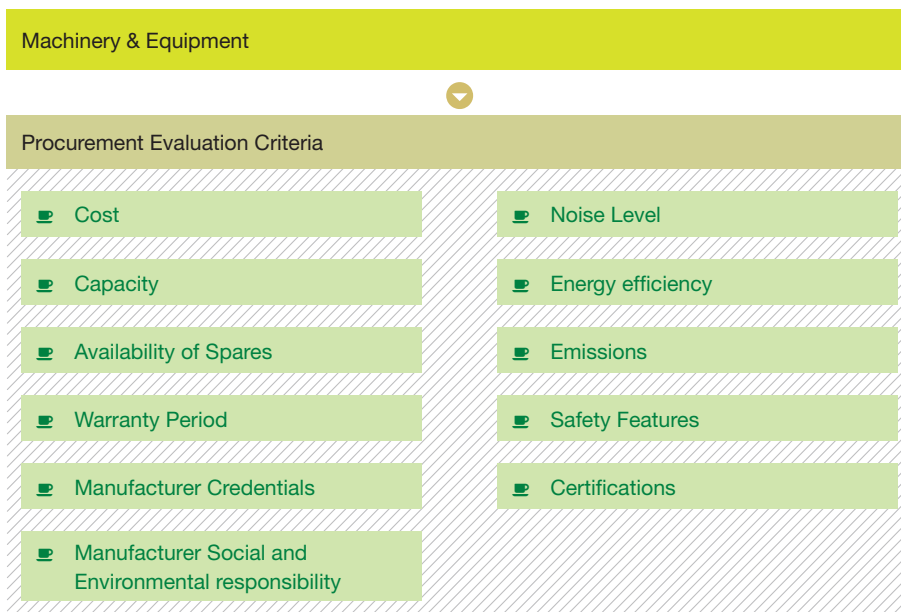 Machinery & Equipment
Procurement Evaluation Criteria
Cost
Capacity
Availability of Spares
Warranty Period
Manufacturer Credentials
Manufacturer Social and
Environmental responsibility
Noise Level
Energy efficiency
Emissions
Safety Features
Certifications